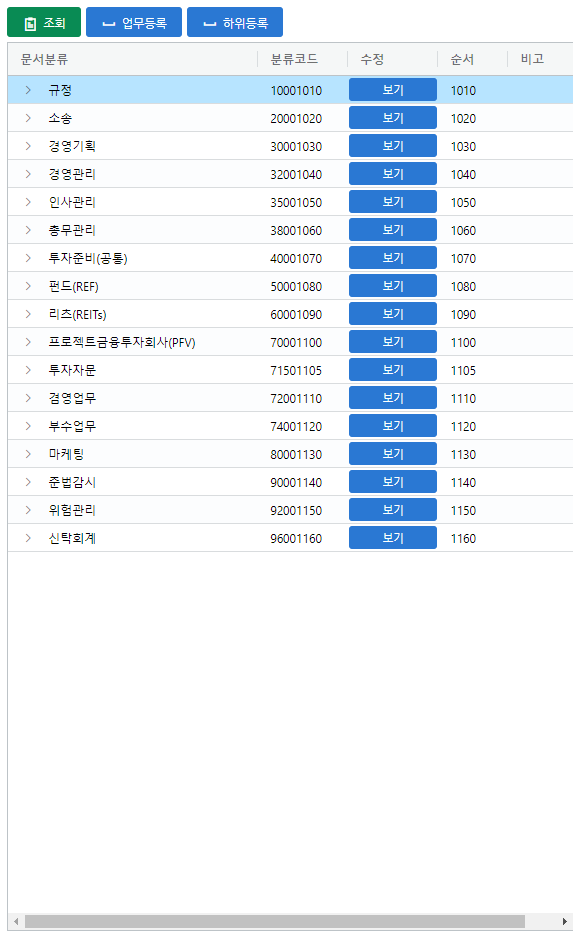 조회 업무등록 하위등록
문서분류 분류코드 수정 순서 비고
규정 10001010 보기 1010
소송 20001020 보기 1020
경영기획 30001030 보기 1030
경영관리 32001040 보기 1040
인사관리 35001050 보기 1050
총무관리 38001060 보기 1060
투자준비(공통) 40001070 보기 1070
펀드(REF) 50001080 보기 1080
리츠(REITs) 60001090 보기 1090
프로젝트금융투자회사(PFV) 70001100 보기 1100
투자자문 71501105 보기 1105
겸영업무 72001110 보기 1110
부수업무 74001120 보기 1120
마케팅 80001130 보기 1130
준법감시 90001140 보기 1140
위험관리 92001150 보기 1150
신탁회계 96001160 보기 1160